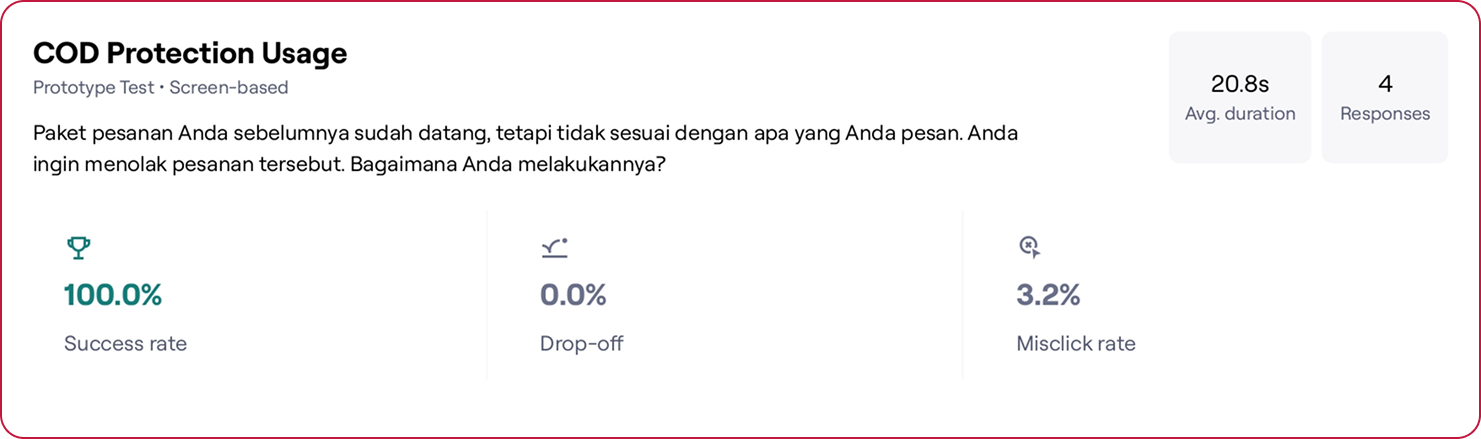 COD Protection Usage
Prototype Test • Screen-based
Paket pesanan Anda sebelumnya sudah datang, tetapi tidak sesuai dengan apa yang Anda pesan. Anda
ingin menolak pesanan tersebut. Bagaimana Anda melakukannya?
20.8s
Avg. duration
4
Responses
100.0%
Success rate
0.0%
Drop-off
3.2%
Misclick rate